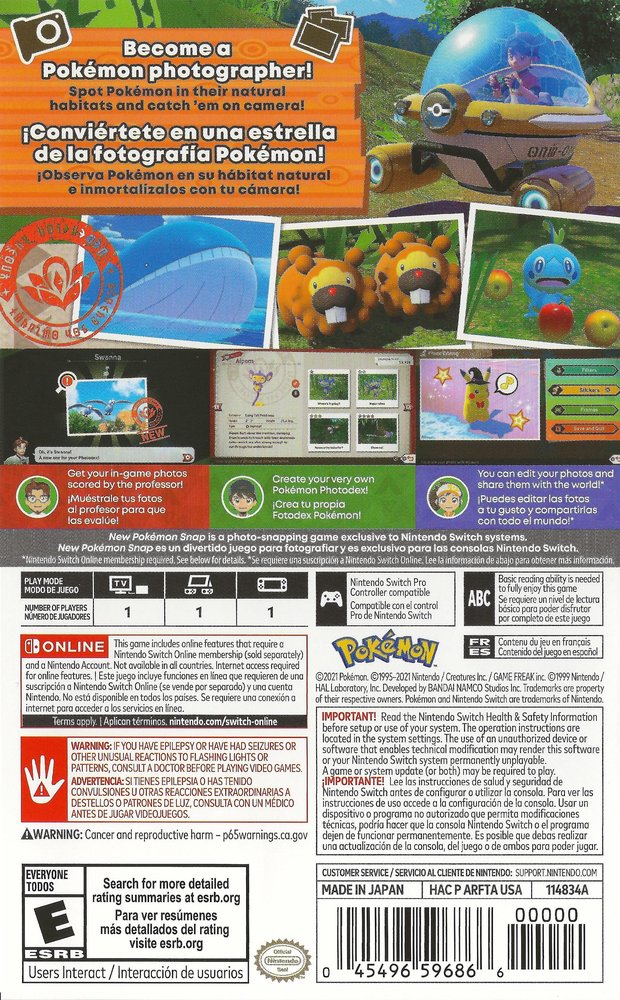 Become a
Pokémon photographer!
Spot Pokémon in their natural
habitats and catch 'em on camera!
¡Conviértete en una estrella
de la fotografía Pokémon!
¡Observa Pokémon en su hábitat natural
e inmortalízalos con tu cámara!
Swanna
NEW
Oh, it's Swanna!
A new one for your Photodex!
Aipom
Photo Editing
Filters
Stickers
Frames
Save and Quit
Get your in-game photos
scored by the professor!
¡Muéstrale tus fotos
al profesor para que
las evalúe!
Create your very own
Pokémon Photodex!
¡Crea tu propia
Fotodex Pokémon!
You can edit your photos and
share them with the world!*
¡Puedes editar las fotos
a tu gusto y compartirlas
con todo el mundo!*
New Pokémon Snap is a photo-snapping game exclusive to Nintendo Switch systems.
New Pokémon Snap es un divertido juego para fotografiar y es exclusivo para las consolas Nintendo Switch.
*Nintendo Switch Online membership required. See below for details. *Se requiere una suscripción a Nintendo Switch Online. Lee la información de abajo para obtener más información.
PLAY MODE
MODO DE JUEGO
TV
NUMBER OF PLAYERS
NÚMERO DE JUGADORES
1
1
1
Nintendo Switch Pro
Controller compatible
Compatible con el control
Pro de Nintendo Switch
ABC
Basic reading ability is needed
to fully enjoy this game
Se requiere un nivel de lectura
básico para poder disfrutar
por completo de este juego
ONLINE
This game includes online features that require a
Nintendo Switch Online membership (sold separately)
and a Nintendo Account. Not available in all countries. Internet access required
for online features. | Este juego incluye funciones en línea que requieren de una
suscripción a Nintendo Switch Online (se vende por separado) y una cuenta
Nintendo. No está disponible en todos los países. Se requiere una conexión a
internet para acceder a los servicios en línea.
Terms apply. | Aplican términos. nintendo.com/switch-online
POKéMON
FR
ES
Contenu du jeu en français
Contenido del juego en español
©2021 Pokémon. ©1995–2021 Nintendo / Creatures Inc. / GAME FREAK inc. ©1999 Nintendo /
HAL Laboratory, Inc. Developed by BANDAI NAMCO Studios Inc. Trademarks are property
of their respective owners. Pokémon and Nintendo Switch are trademarks of Nintendo.
WARNING: IF YOU HAVE EPILEPSY OR HAVE HAD SEIZURES OR
OTHER UNUSUAL REACTIONS TO FLASHING LIGHTS OR
PATTERNS, CONSULT A DOCTOR BEFORE PLAYING VIDEO GAMES.
ADVERTENCIA: SI TIENES EPILEPSIA O HAS TENIDO
CONVULSIONES U OTRAS REACCIONES EXTRAORDINARIAS A
DESTELLOS O PATRONES DE LUZ, CONSULTA CON UN MÉDICO
ANTES DE JUGAR VIDEOJUEGOS.
WARNING: Cancer and reproductive harm – p65warnings.ca.gov
IMPORTANT! Read the Nintendo Switch Health & Safety Information
before setup or use of your system. The operation instructions are
located in the system settings. The use of an unauthorized device or
software that enables technical modification may render this software
or your Nintendo Switch system permanently unplayable.
A game or system update (or both) may be required to play.
¡IMPORTANTE! Lee las instrucciones de salud y seguridad de
Nintendo Switch antes de configurar o utilizar la consola. Para ver las
instrucciones de uso accede a la configuración de la consola. Usar un
dispositivo o programa no autorizado que permita modificaciones
técnicas, podría hacer que la consola Nintendo Switch o el programa
dejen de funcionar permanentemente. Es posible que debas realizar
una actualización de la consola, del juego o de ambos para poder jugar.
EVERYONE
TODOS
E
ESRB
Search for more detailed
rating summaries at esrb.org
Para ver resúmenes
más detallados del rating
visite esrb.org
Users Interact / Interacción de usuarios
Official
Nintendo
Seal
CUSTOMER SERVICE / SERVICIO AL CLIENTE DE NINTENDO: SUPPORT.NINTENDO.COM
MADE IN JAPAN
HAC P ARFTA USA
114834A
00000
0 45496 59686 6